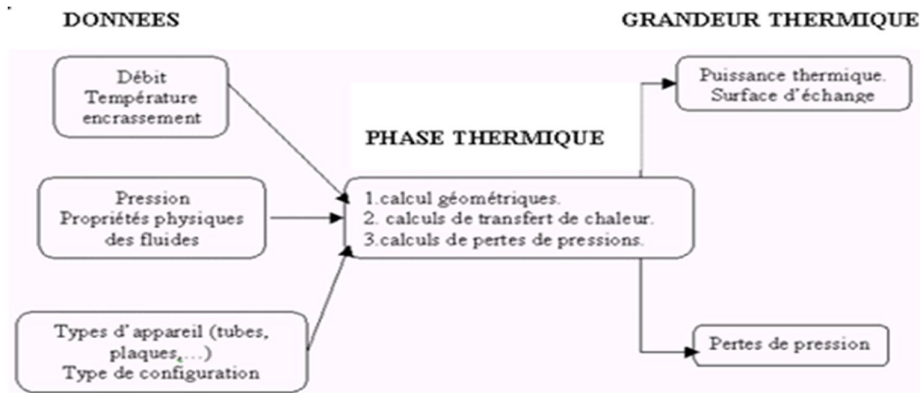 DONNEES
GRANDEUR THERMIQUE
Débit
Température
encrassement
Puissance thermique.
Surface d'échange
PHASE THERMIQUE
Pression
Propriétés physiques
des fluides
1.calcul géométriques.
2. calculs de transfert de chaleur.
3.calculs de pertes de pressions.
Types d'appareil (tubes,
plaques,...)
Type de configuration
Pertes de pression